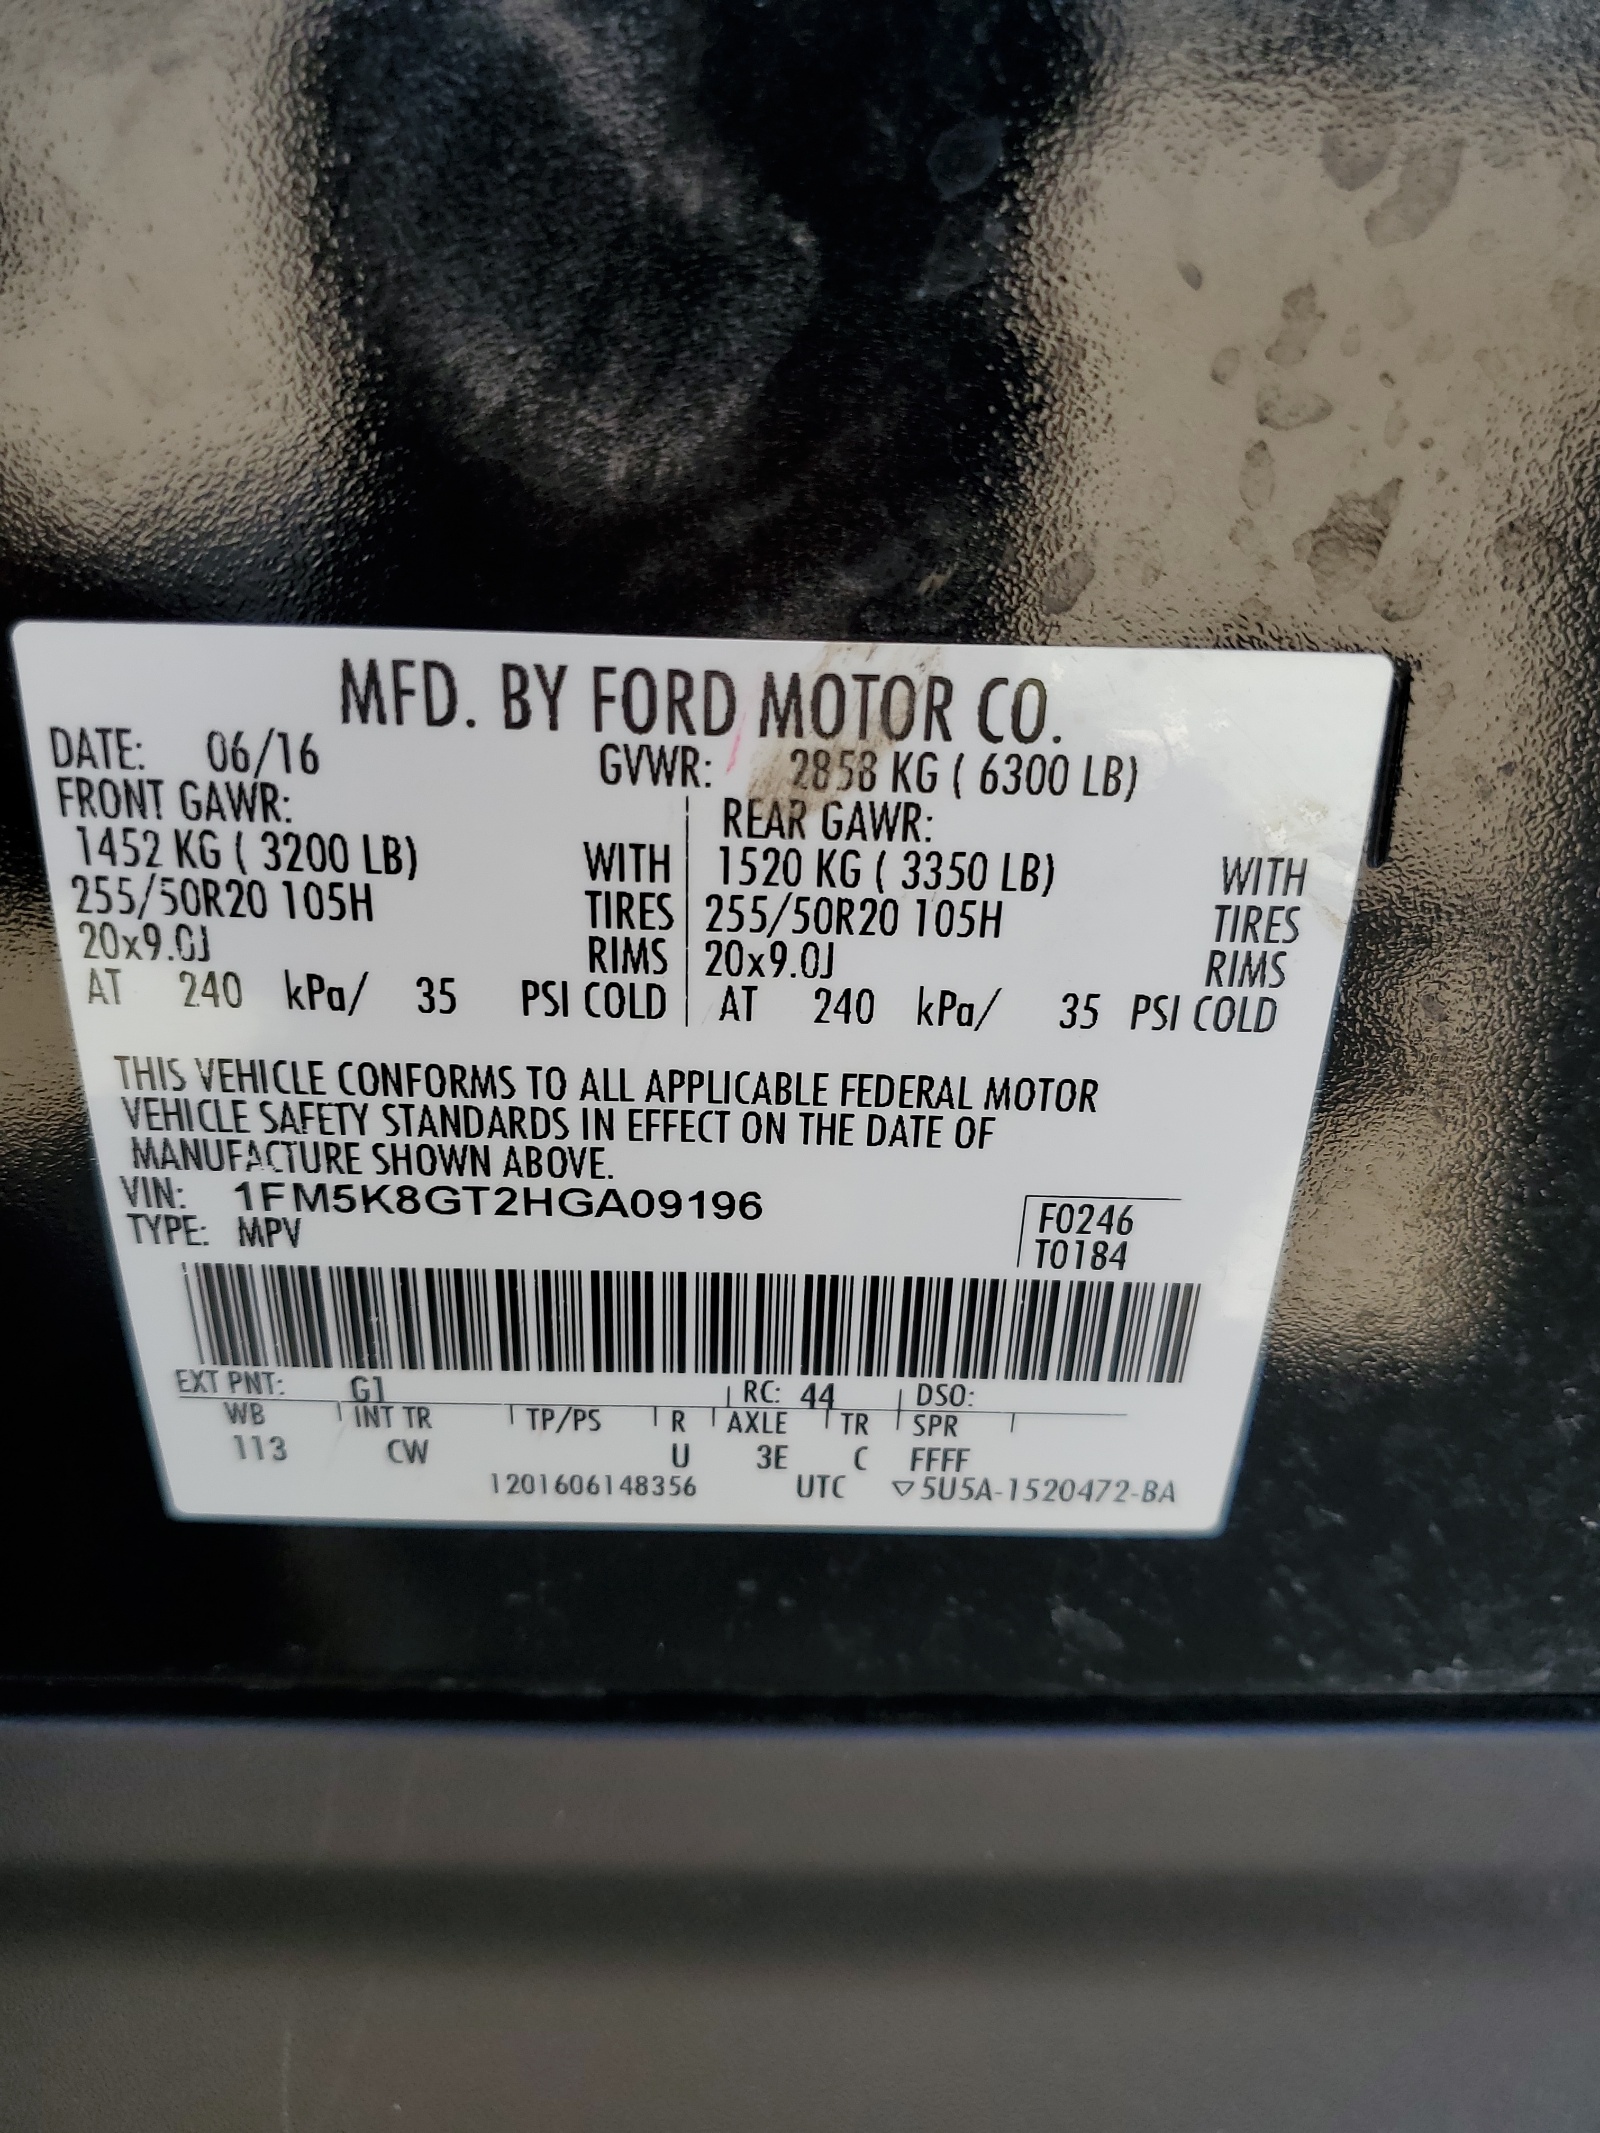 MFD. BY FORD MOTOR CO.
DATE: 06/16 GVWR: 2858 KG ( 6300 LB)
FRONT GAWR: REAR GAWR:
1452 KG ( 3200 LB) WITH 1520 KG ( 3350 LB) WITH
255/50R20 105H TIRES 255/50R20 105H TIRES
20x9.0J RIMS 20x9.0J RIMS
AT 240 kPa/ 35 PSI COLD AT 240 kPa/ 35 PSI COLD
THIS VEHICLE CONFORMS TO ALL APPLICABLE FEDERAL MOTOR
VEHICLE SAFETY STANDARDS IN EFFECT ON THE DATE OF
MANUFACTURE SHOWN ABOVE.
VIN: 1FM5K8GT2HGA09196
TYPE: MPV
F0246
T0184
EXT PNT: G1 RC: 44 DSO:
WB INT TR TP/PS R AXLE TR SPR
113 CW U 3E C FFFF
1201606148356 UTC ▽5U5A-1520472-BA